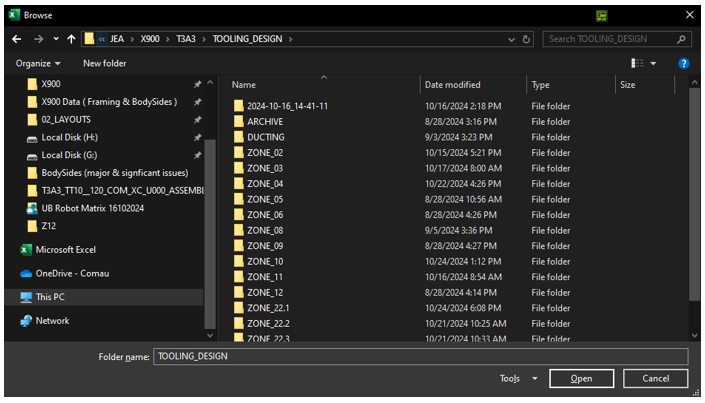 Browse
« JEA > X900 > T3A3 > TOOLING_DESIGN >
Search TOOLING_DESIGN
Organize
New folder
X900
X900 Data ( Framing & BodySides )
02_LAYOUTS
Local Disk (H:)
Local Disk (G:)
BodySides (major & signficant issues)
T3A3_TT10__120_COM_XC_U000_ASSEMBL
UB Robot Matrix 16102024
Z12
Microsoft Excel
OneDrive - Comau
This PC
Network
Name Date modified Type Size
2024-10-16_14-41-11 10/16/2024 2:18 PM File folder
ARCHIVE 8/28/2024 3:16 PM File folder
DUCTING 9/3/2024 3:23 PM File folder
ZONE_02 10/15/2024 5:21 PM File folder
ZONE_03 10/17/2024 8:00 AM File folder
ZONE_04 10/22/2024 4:26 PM File folder
ZONE_05 8/28/2024 10:56 AM File folder
ZONE_06 8/28/2024 4:26 PM File folder
ZONE_08 9/5/2024 3:36 PM File folder
ZONE_09 8/28/2024 4:27 PM File folder
ZONE_10 10/24/2024 1:12 PM File folder
ZONE_11 10/16/2024 8:54 AM File folder
ZONE_12 8/28/2024 4:14 PM File folder
ZONE_22.1 10/24/2024 6:08 PM File folder
ZONE_22.2 10/21/2024 10:25 AM File folder
ZONE_22.3 10/21/2024 10:33 AM File folder
Folder name: TOOLING_DESIGN
Tools Open Cancel